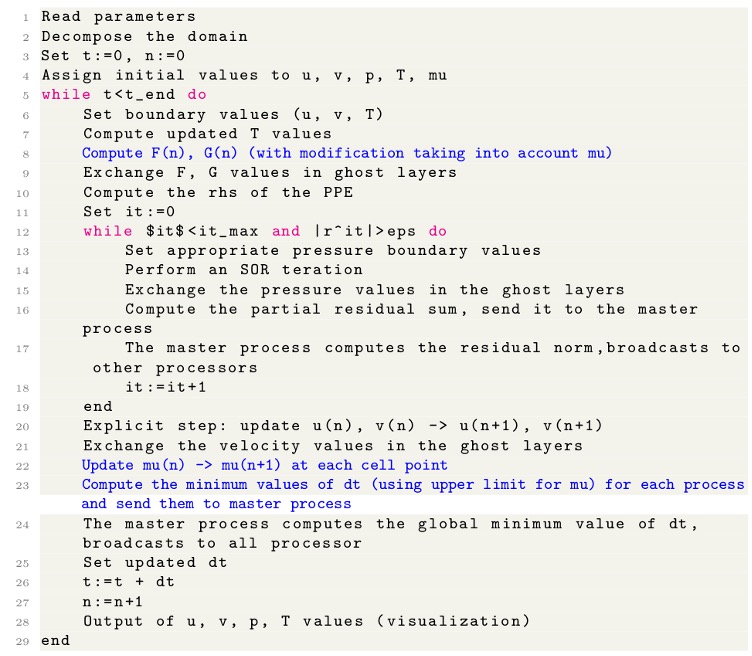 1 Read parameters
2 Decompose the domain
3 Set t:=0, n:=0
4 Assign initial values to u, v, p, T, mu
5 while t<t_end do
6 Set boundary values (u, v, T)
7 Compute updated T values
8 Compute F(n), G(n) (with modification taking into account mu)
9 Exchange F, G values in ghost layers
10 Compute the rhs of the PPE
11 Set it:=0
12 while $it$<it_max and |r^it|>eps do
13 Set appropriate pressure boundary values
14 Perform an SOR teration
15 Exchange the pressure values in the ghost layers
16 Compute the partial residual sum, send it to the master
process
17 The master process computes the residual norm,broadcasts to
other processors
18 it:=it+1
19 end
20 Explicit step: update u(n), v(n) -> u(n+1), v(n+1)
21 Exchange the velocity values in the ghost layers
22 Update mu(n) -> mu(n+1) at each cell point
23 Compute the minimum values of dt (using upper limit for mu) for each process
and send them to master process
24 The master process computes the global minimum value of dt,
broadcasts to all processor
25 Set updated dt
26 t:=t + dt
27 n:=n+1
28 Output of u, v, p, T values (visualization)
29 end